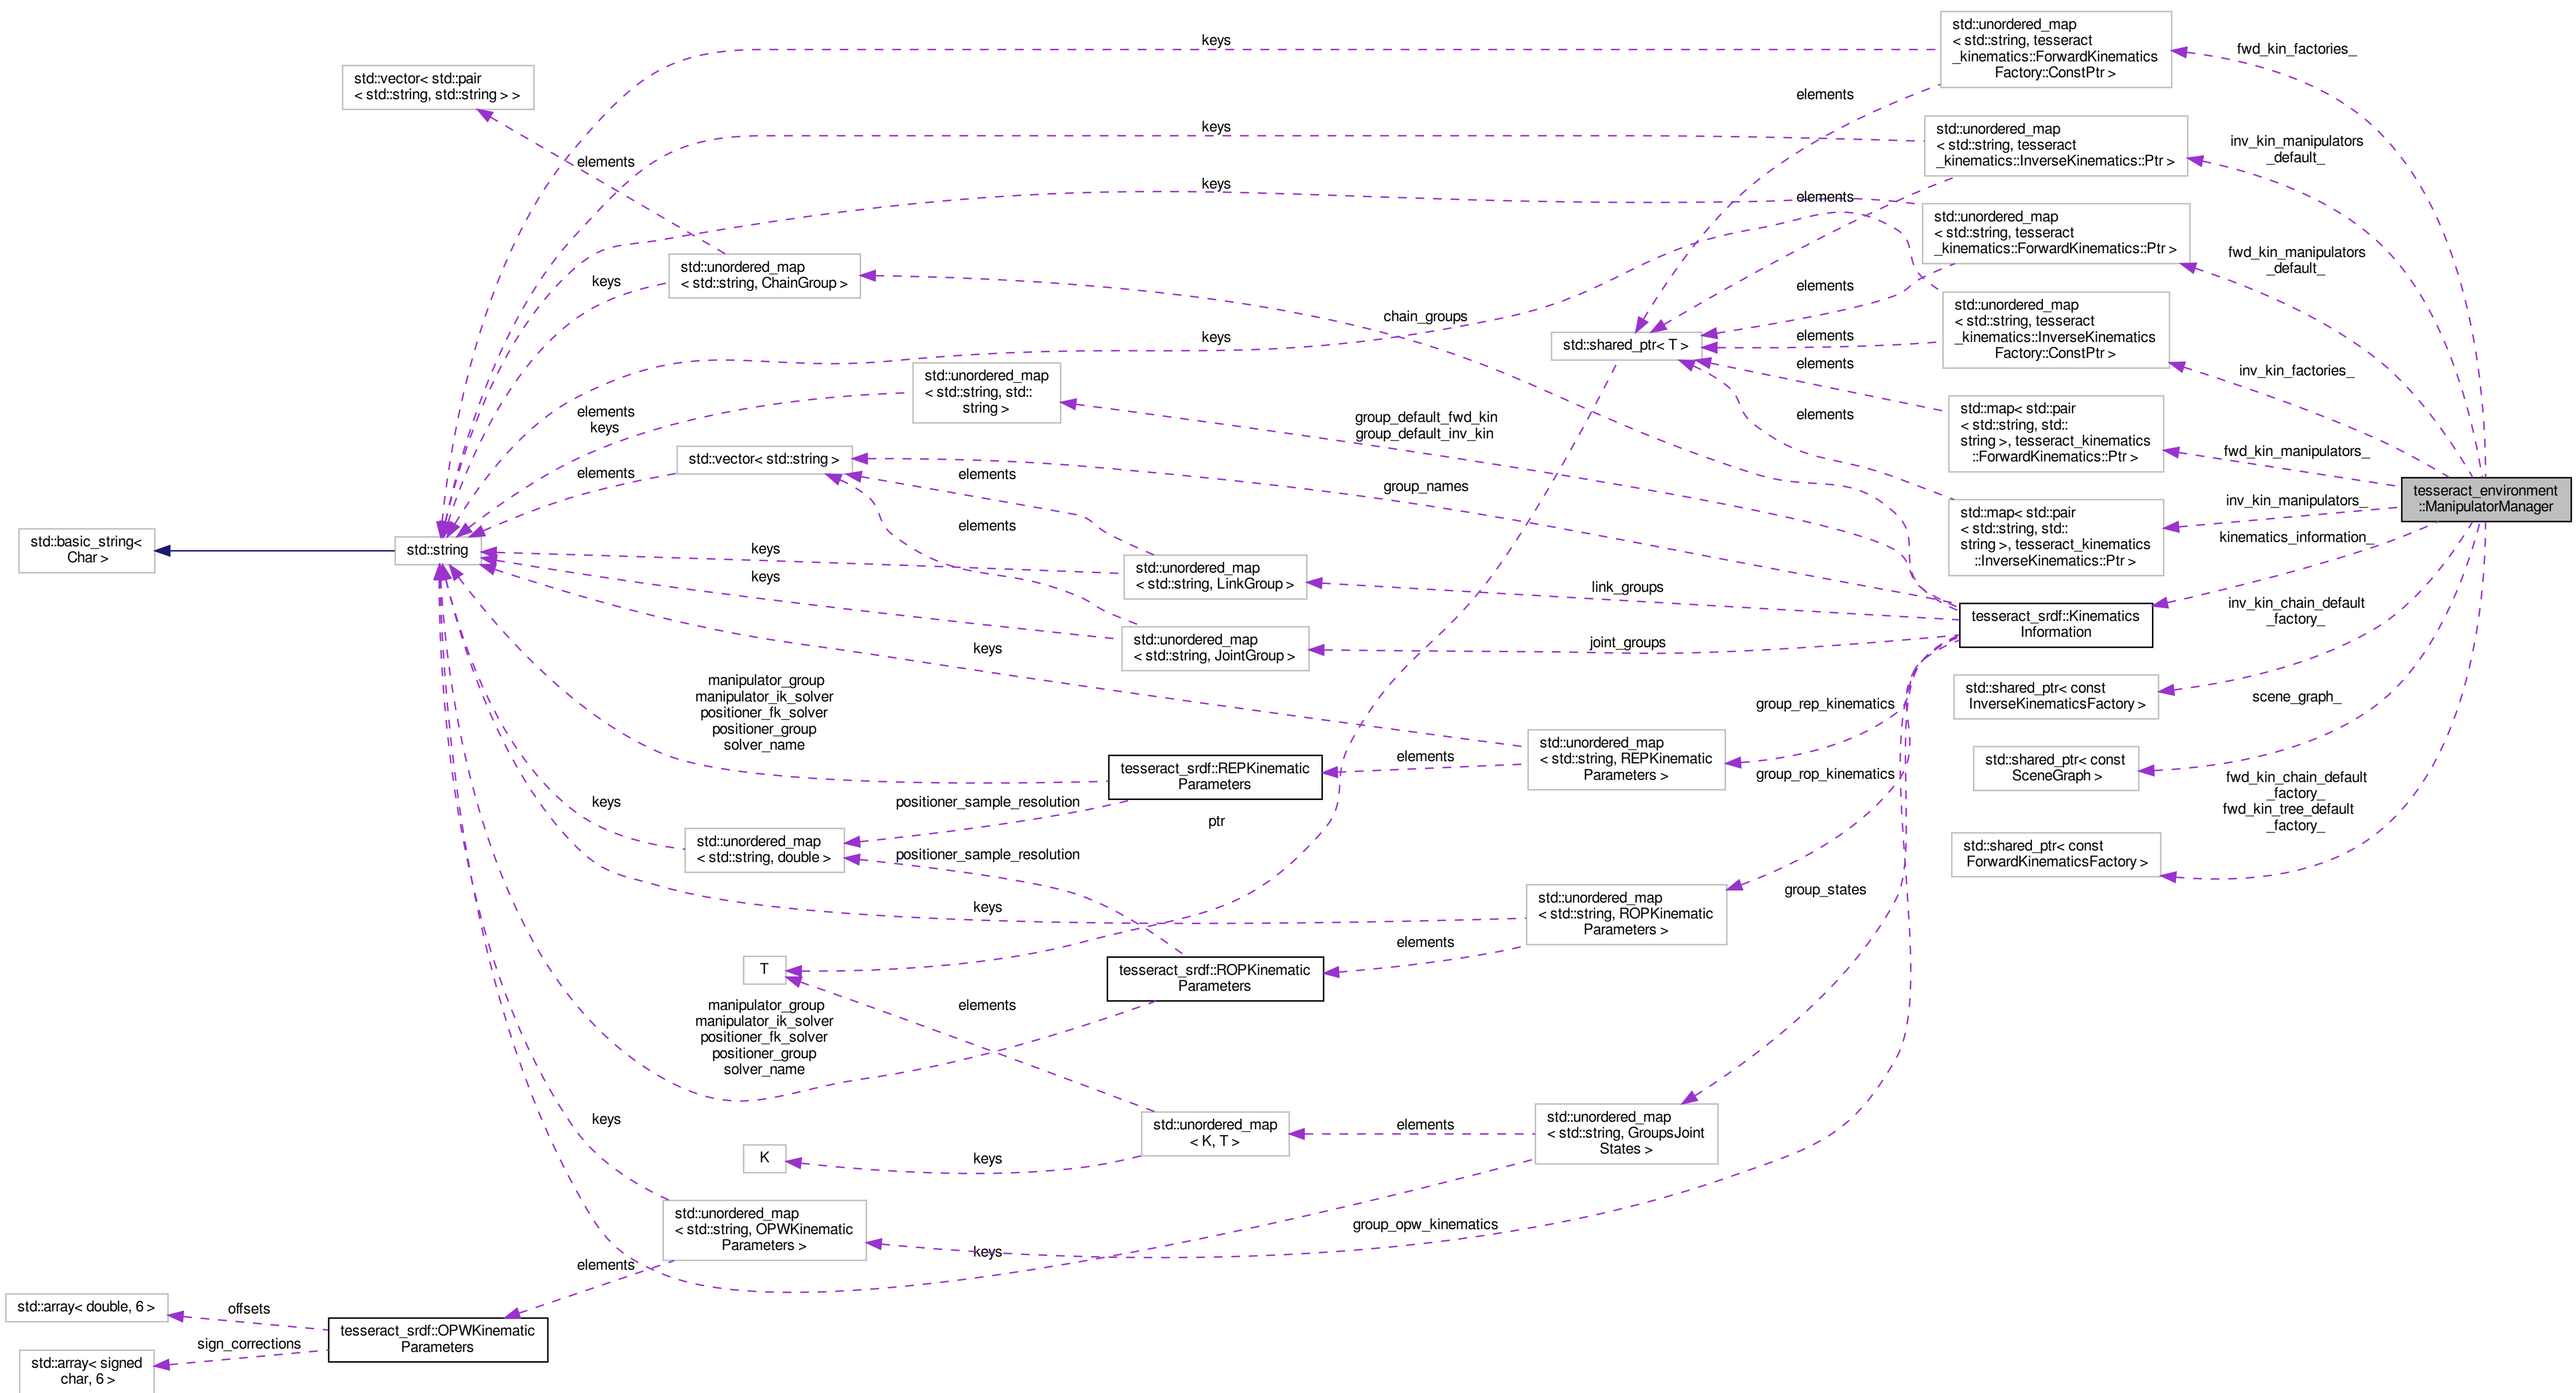 std::unordered_map
< std::string, tesseract
_kinematics::ForwardKinematics
Factory::ConstPtr >
keys
fwd_kin_factories_
std::vector< std::pair
< std::string, std::string > >
elements
std::unordered_map
< std::string, tesseract
_kinematics::InverseKinematics::Ptr >
keys
inv_kin_manipulators
_default_
elements
keys
elements
std::unordered_map
< std::string, tesseract
_kinematics::ForwardKinematics::Ptr >
fwd_kin_manipulators
_default_
std::unordered_map
< std::string, ChainGroup >
keys
elements
std::unordered_map
< std::string, tesseract
_kinematics::InverseKinematics
Factory::ConstPtr >
chain_groups
keys
std::shared_ptr< T >
elements
elements
inv_kin_factories_
std::unordered_map
< std::string, std::
string >
elements
keys
group_default_fwd_kin
group_default_inv_kin
elements
std::map< std::pair
< std::string, std::
string >, tesseract_kinematics
::ForwardKinematics::Ptr >
fwd_kin_manipulators_
std::vector< std::string >
elements
elements
group_names
tesseract_environment
::ManipulatorManager
inv_kin_manipulators_
std::map< std::pair
< std::string, std::
string >, tesseract_kinematics
::InverseKinematics::Ptr >
elements
kinematics_information_
std::basic_string<
Char >
std::string
keys
keys
std::unordered_map
< std::string, LinkGroup >
link_groups
tesseract_srdf::Kinematics
Information
inv_kin_chain_default
_factory_
keys
std::unordered_map
< std::string, JointGroup >
joint_groups
manipulator_group
manipulator_ik_solver
positioner_fk_solver
positioner_group
solver_name
group_rep_kinematics
std::shared_ptr< const
InverseKinematicsFactory >
scene_graph_
tesseract_srdf::REPKinematic
Parameters
elements
std::unordered_map
< std::string, REPKinematic
Parameters >
group_rop_kinematics
std::shared_ptr< const
SceneGraph >
fwd_kin_chain_default
_factory_
fwd_kin_tree_default
_factory_
keys
positioner_sample_resolution
ptr
std::unordered_map
< std::string, double >
positioner_sample_resolution
std::shared_ptr< const
ForwardKinematicsFactory >
keys
std::unordered_map
< std::string, ROPKinematic
Parameters >
group_states
elements
T
tesseract_srdf::ROPKinematic
Parameters
manipulator_group
manipulator_ik_solver
positioner_fk_solver
positioner_group
solver_name
elements
keys
std::unordered_map
< K, T >
elements
std::unordered_map
< std::string, GroupsJoint
States >
K
keys
std::unordered_map
< std::string, OPWKinematic
Parameters >
group_opw_kinematics
keys
elements
std::array< double, 6 >
offsets
tesseract_srdf::OPWKinematic
Parameters
sign_corrections
std::array< signed
char, 6 >